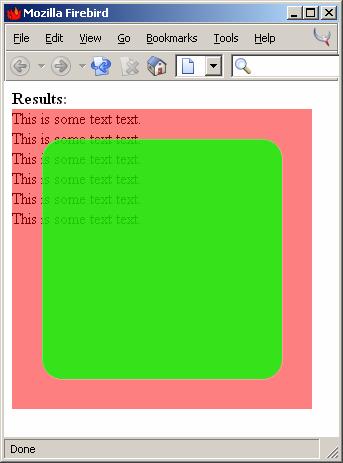 Mozilla Firebird
File Edit View Go Bookmarks Tools Help
Results:
This is some text text.
This is some text text.
This is some text text.
This is some text text.
This is some text text.
This is some text text.
Done